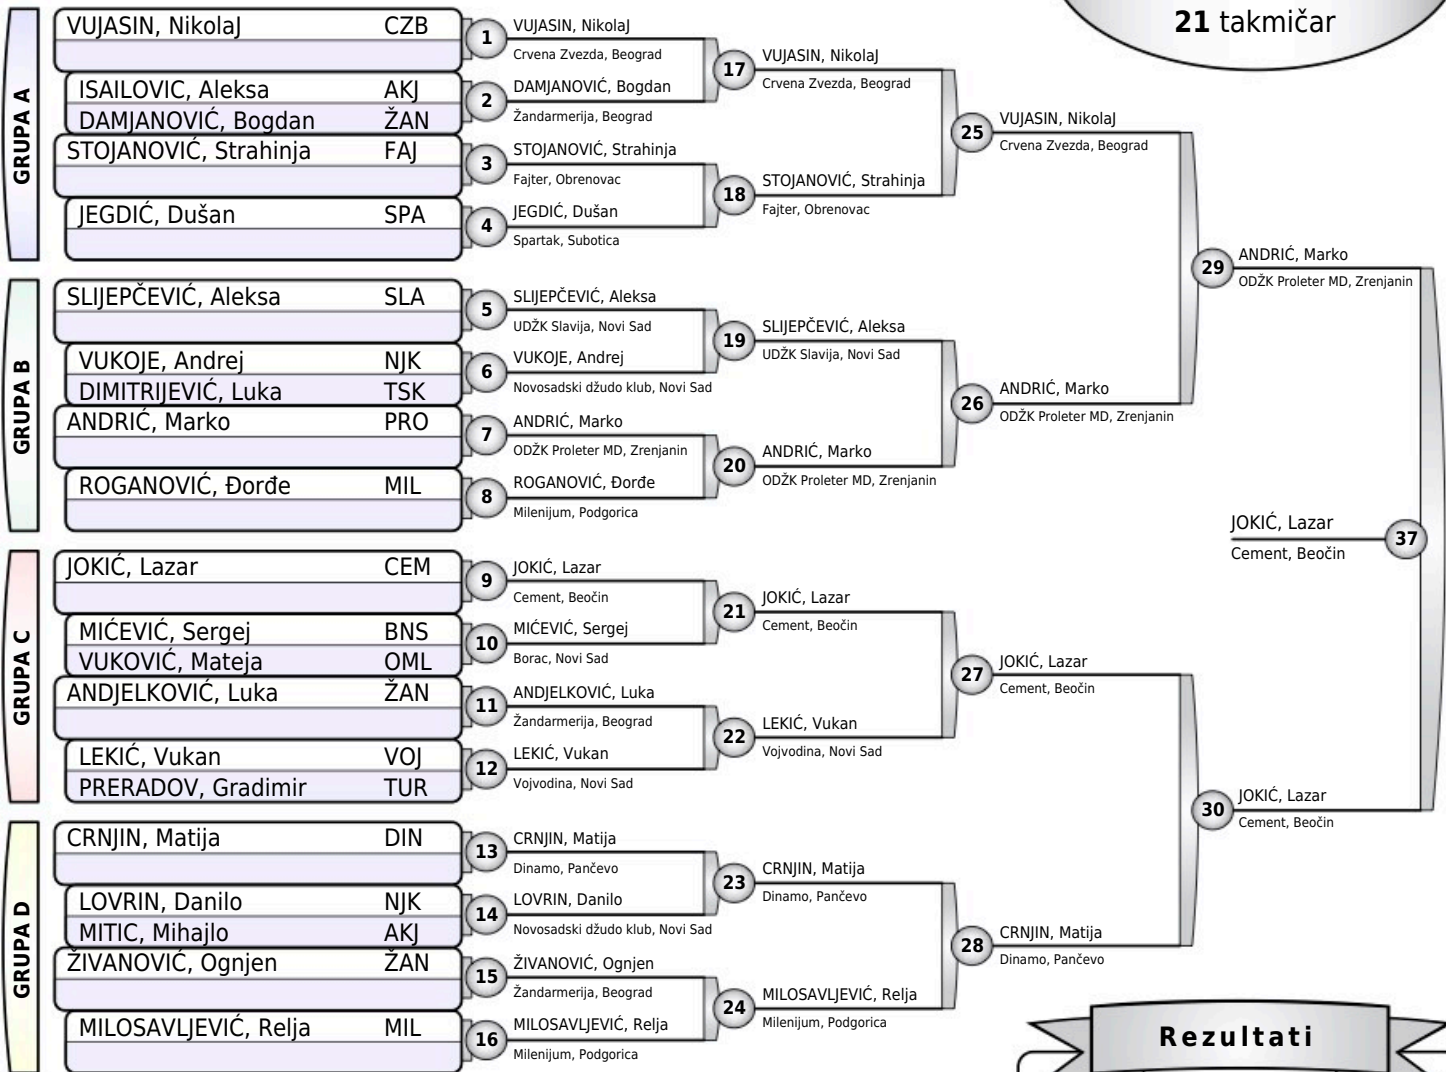 21 takmičar
GRUPA A
VUJASIN, NikolaJ CZB
ISAILOVIC, Aleksa AKJ
DAMJANOVIĆ, Bogdan ŽAN
STOJANOVIĆ, Strahinja FAJ
JEGDIĆ, Dušan SPA
GRUPA B
SLIJEPČEVIĆ, Aleksa SLA
VUKOJE, Andrej NJK
DIMITRIJEVIĆ, Luka TSK
ANDRIĆ, Marko PRO
ROGANOVIĆ, Đorđe MIL
GRUPA C
JOKIĆ, Lazar CEM
MIĆEVIĆ, Sergej BNS
VUKOVIĆ, Mateja OML
ANDJELKOVIĆ, Luka ŽAN
LEKIĆ, Vukan VOJ
PRERADOV, Gradimir TUR
GRUPA D
CRNJIN, Matija DIN
LOVRIN, Danilo NJK
MITIC, Mihajlo AKJ
ŽIVANOVIĆ, Ognjen ŽAN
MILOSAVLJEVIĆ, Relja MIL
1 VUJASIN, NikolaJ
Crvena Zvezda, Beograd
2 DAMJANOVIĆ, Bogdan
Žandarmerija, Beograd
3 STOJANOVIĆ, Strahinja
Fajter, Obrenovac
4 JEGDIĆ, Dušan
Spartak, Subotica
5 SLIJEPČEVIĆ, Aleksa
UDŽK Slavija, Novi Sad
6 VUKOJE, Andrej
Novosadski džudo klub, Novi Sad
7 ANDRIĆ, Marko
ODŽK Proleter MD, Zrenjanin
8 ROGANOVIĆ, Đorđe
Milenijum, Podgorica
9 JOKIĆ, Lazar
Cement, Beočin
10 MIĆEVIĆ, Sergej
Borac, Novi Sad
11 ANDJELKOVIĆ, Luka
Žandarmerija, Beograd
12 LEKIĆ, Vukan
Vojvodina, Novi Sad
13 CRNJIN, Matija
Dinamo, Pančevo
14 LOVRIN, Danilo
Novosadski džudo klub, Novi Sad
15 ŽIVANOVIĆ, Ognjen
Žandarmerija, Beograd
16 MILOSAVLJEVIĆ, Relja
Milenijum, Podgorica
17 VUJASIN, NikolaJ
Crvena Zvezda, Beograd
18 STOJANOVIĆ, Strahinja
Fajter, Obrenovac
19 SLIJEPČEVIĆ, Aleksa
UDŽK Slavija, Novi Sad
20 ANDRIĆ, Marko
ODŽK Proleter MD, Zrenjanin
21 JOKIĆ, Lazar
Cement, Beočin
22 LEKIĆ, Vukan
Vojvodina, Novi Sad
23 CRNJIN, Matija
Dinamo, Pančevo
24 MILOSAVLJEVIĆ, Relja
Milenijum, Podgorica
25 VUJASIN, NikolaJ
Crvena Zvezda, Beograd
26 ANDRIĆ, Marko
ODŽK Proleter MD, Zrenjanin
27 JOKIĆ, Lazar
Cement, Beočin
28 CRNJIN, Matija
Dinamo, Pančevo
29 ANDRIĆ, Marko
ODŽK Proleter MD, Zrenjanin
30 JOKIĆ, Lazar
Cement, Beočin
JOKIĆ, Lazar 37
Cement, Beočin
Rezultati